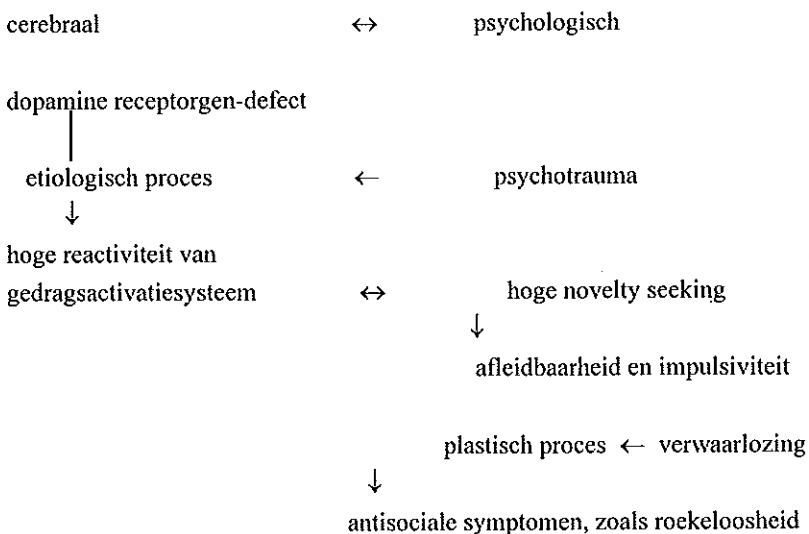 cerebraal ↔ psychologisch
dopamine receptorgen-defect
etiologisch proces ← psychotrauma
↓
hoge reactiviteit van
gedragsactivatiesysteem ↔ hoge novelty seeking
↓
afleidbaarheid en impulsiviteit
plastisch proces ← verwaarlozing
↓
antisociale symptomen, zoals roekeloosheid